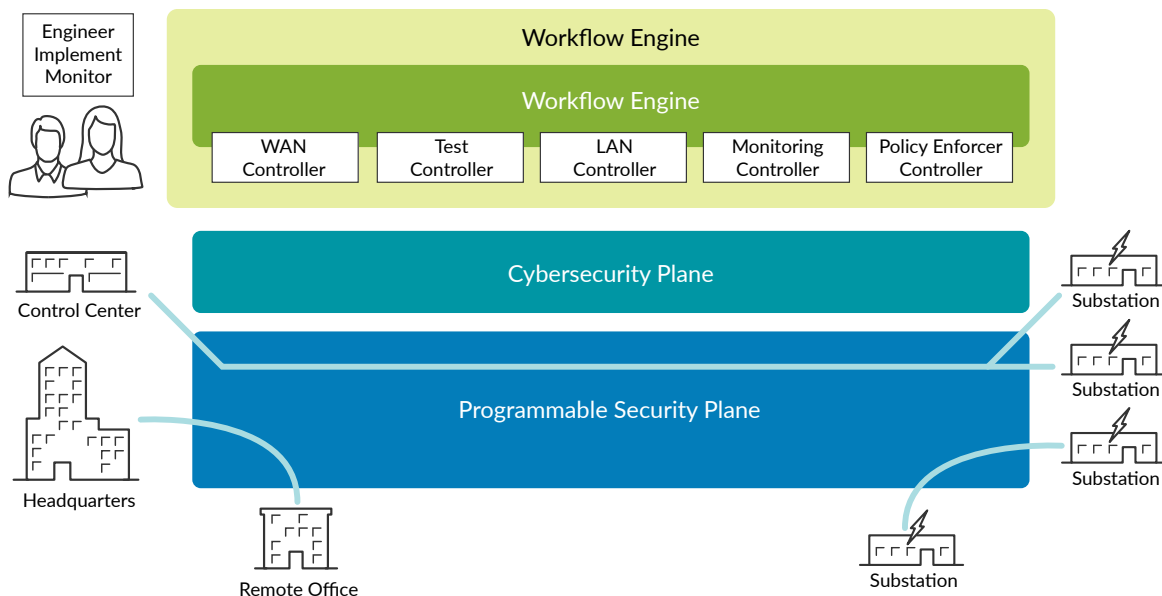 Engineer
Implement
Monitor
Workflow Engine
Workflow Engine
WAN
Controller
Test
Controller
LAN
Controller
Monitoring
Controller
Policy Enforcer
Controller
Cybersecurity Plane
Control Center
Substation
Programmable Security Plane
Substation
Substation
Headquarters
Remote Office
Substation